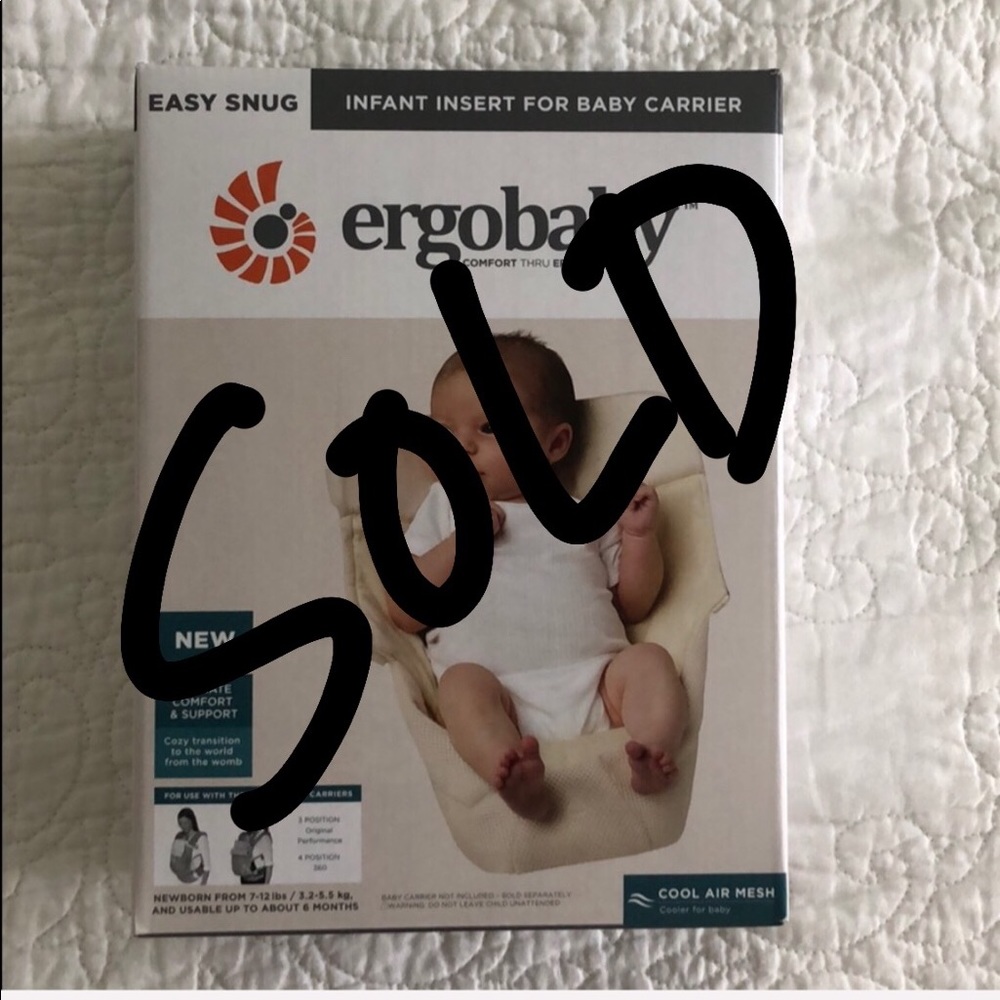 EASY SNUG
INFANT INSERT FOR BABY CARRIER
ergobaby™
COMFORT THRU
SOLD
NEW
COMFORT
& SUPPORT
Cozy transition
to the world
from the womb
FOR USE WITH CARRIERS
3 POSITION
Original
Performance
4 POSITION
360
NEWBORN FROM 7-12 lbs / 3.2-5.5 kg,
AND USABLE UP TO ABOUT 6 MONTHS
BABY CARRIER NOT INCLUDED – SOLD SEPARATELY
WARNING: DO NOT LEAVE CHILD UNATTENDED
COOL AIR MESH
Cooler for baby